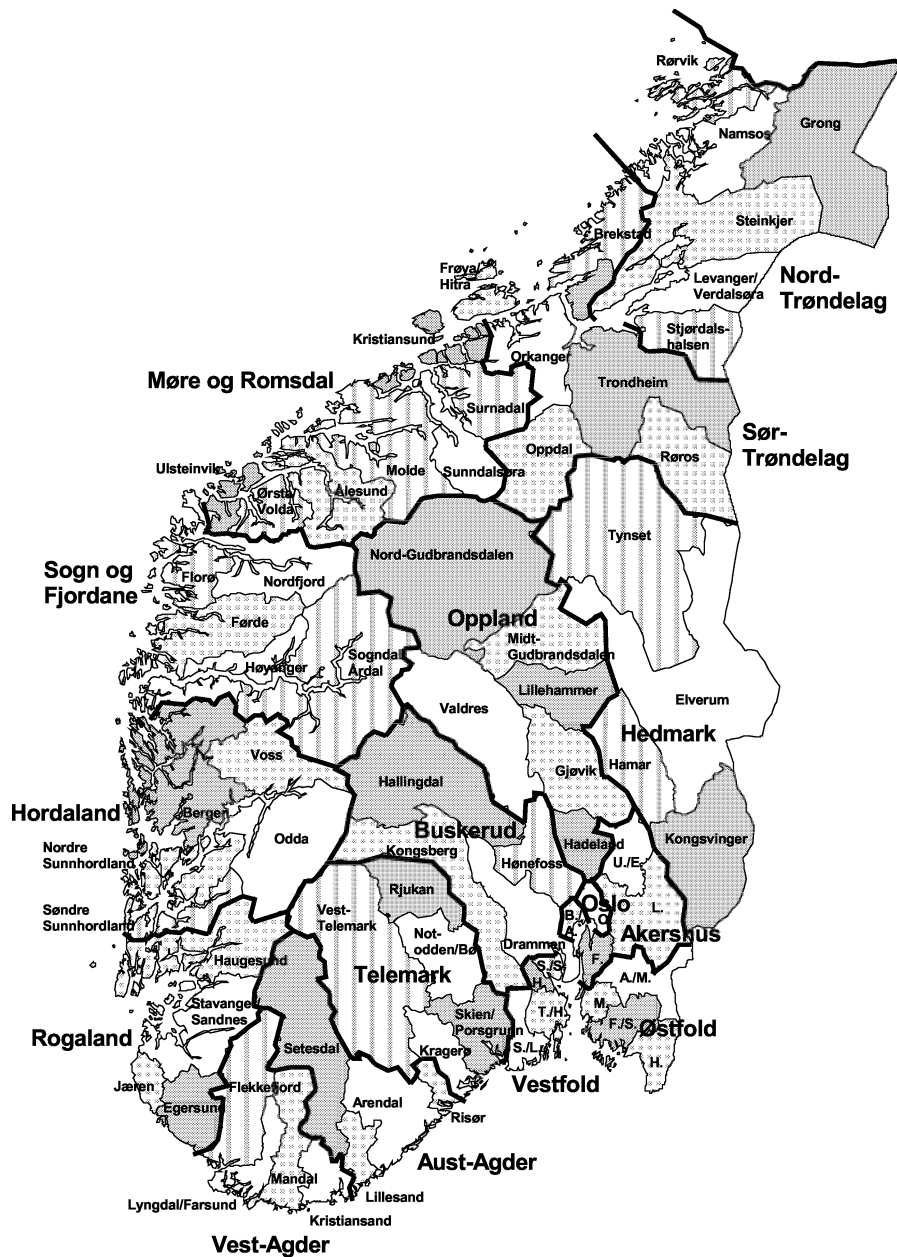 Rørvik
Grong
Namsos
Steinkjer
Brekstad
Frøya/
Hitra
Levanger/
Verdalsøra
Nord-
Trøndelag
Stjørdals-
halsen
Kristiansund
Orkanger
Trondheim
Møre og Romsdal
Surnadal
Oppdal
Røros
Sør-
Trøndelag
Ulsteinvik
Ørsta/
Volda
Ålesund
Molde
Sunndalsøra
Tynset
Nord-Gudbrandsdalen
Sogn og
Fjordane
Florø
Nordfjord
Førde
Oppland
Midt-
Gudbrandsdalen
Høyanger
Sogndal/
Årdal
Lillehammer
Elverum
Valdres
Hedmark
Voss
Gjøvik
Hamar
Hallingdal
Hordaland
Bergen
Odda
Buskerud
Kongsberg
Hadeland
Kongsvinger
Nordre
Sunnhordland
Hønefoss
U./E.
Rjukan
Oslo
Søndre
Sunnhordland
Vest-
Telemark
B./
A.
O.
L.
Akershus
Not-
odden/Bø
Drammen
F.
Haugesund
Telemark
S./S.
H.
A./M.
Stavanger/
Sandnes
Skien/
Porsgrunn
T./H.
M.
F./S.
Østfold
Rogaland
Setesdal
Kragerø
S./L.
H.
Vestfold
Jæren
Flekkefjord
Egersund
Arendal
Risør
Aust-Agder
Mandal
Lillesand
Lyngdal/Farsund
Kristiansand
Vest-Agder